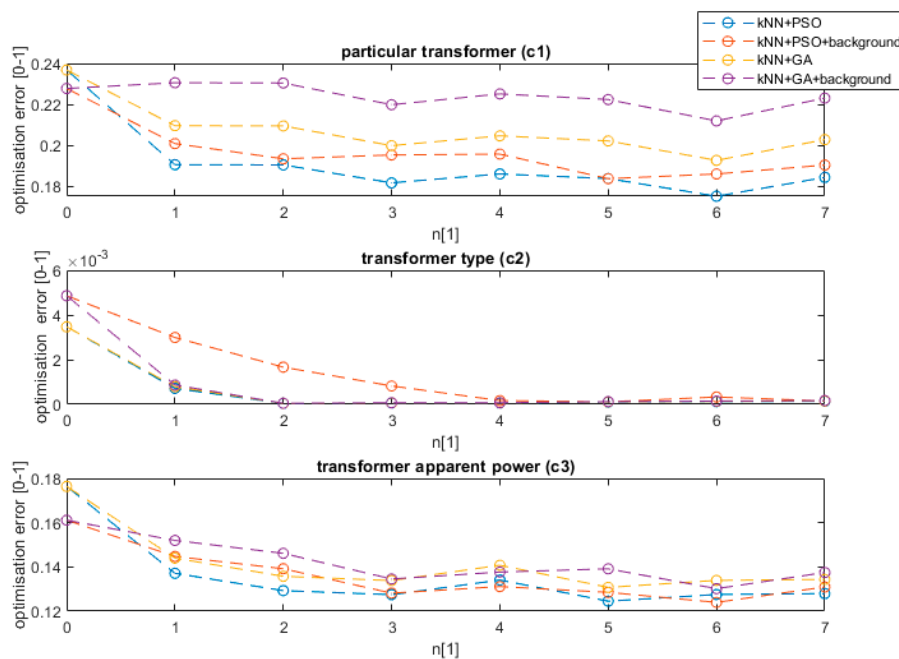 kNN+PSO
kNN+PSO+background
kNN+GA
kNN+GA+background
particular transformer (c1)
optimisation error [0-1]
0.24
0.22
0.2
0.18
0 1 2 3 4 5 6 7
n[1]
transformer type (c2)
×10^-3
optimisation error [0-1]
6
4
2
0
0 1 2 3 4 5 6 7
n[1]
transformer apparent power (c3)
optimisation error [0-1]
0.18
0.16
0.14
0.12
0 1 2 3 4 5 6 7
n[1]